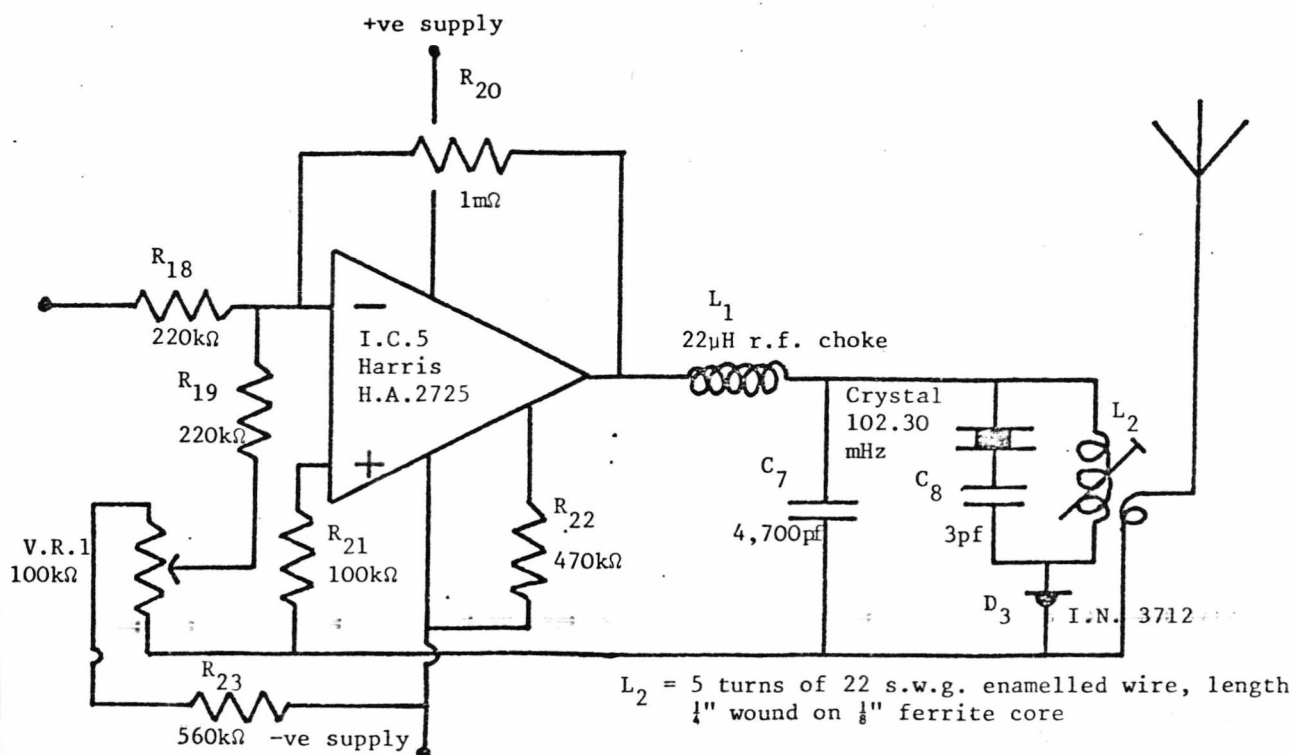 +ve supply
R20
1mΩ
R18
220kΩ
I.C.5
Harris
H.A.2725
−
+
R19
220kΩ
L1
22µH r.f. choke
Crystal
102.30
mHz
L2
C7
4,700pf
C8
3pf
R22
470kΩ
R21
100kΩ
V.R.1
100kΩ
D3
I.N. 3712
R23
560kΩ
-ve supply
L2 = 5 turns of 22 s.w.g. enamelled wire, length
¼" wound on ⅛" ferrite core